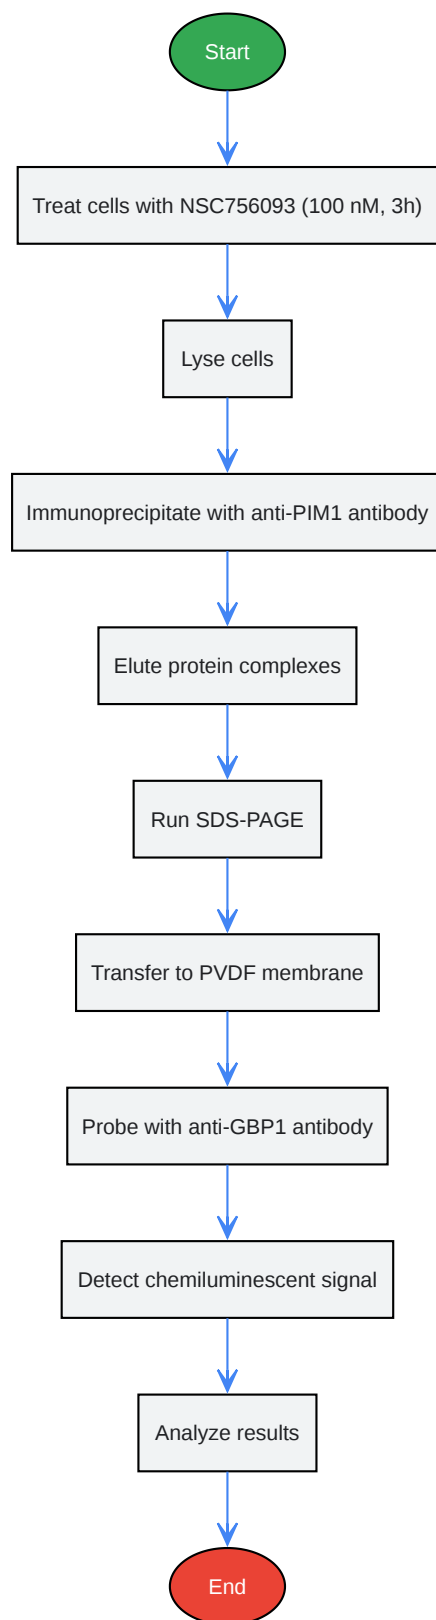 Start
Treat cells with NSC756093 (100 nM, 3h)
Lyse cells
Immunoprecipitate with anti-PIM1 antibody
Elute protein complexes
Run SDS-PAGE
Transfer to PVDF membrane
Probe with anti-GBP1 antibody
Detect chemiluminescent signal
Analyze results
End